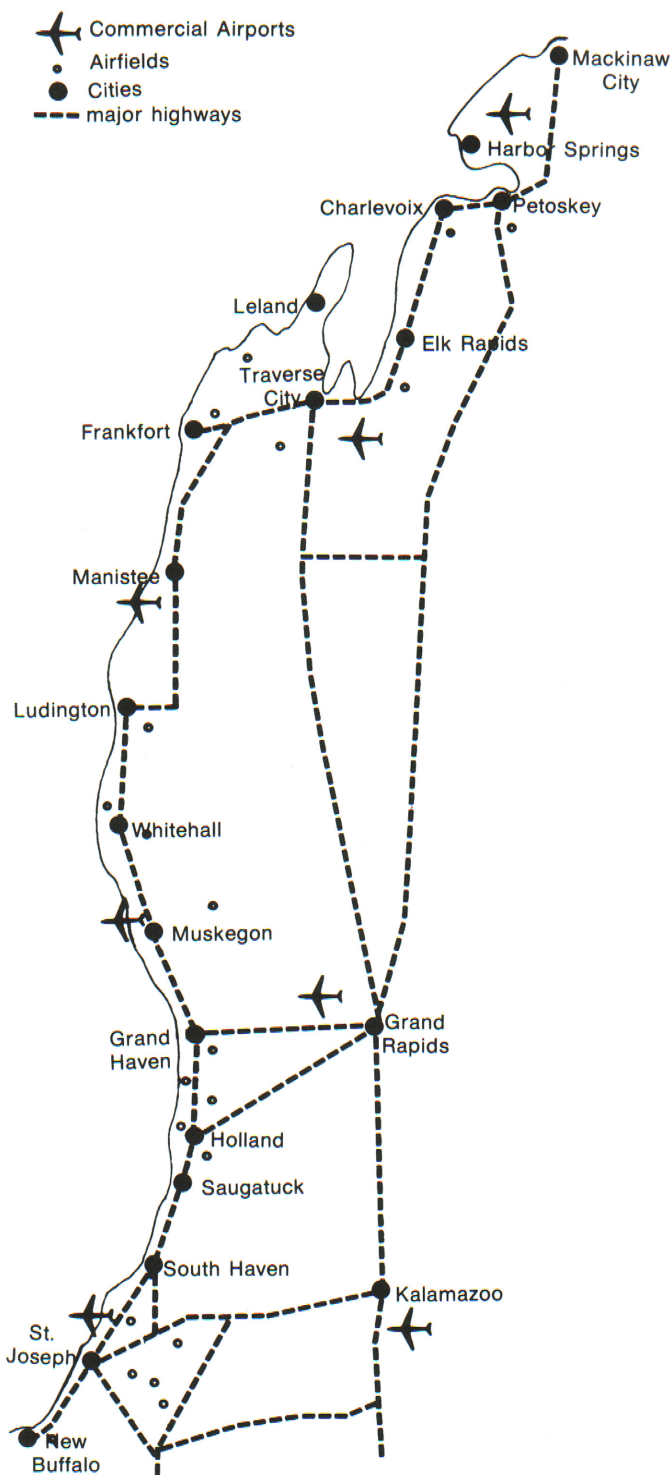 Commercial Airports
Airfields
Cities
major highways
Mackinaw
City
Harbor Springs
Charlevoix
Petoskey
Leland
Elk Rapids
Traverse
City
Frankfort
Manistee
Ludington
Whitehall
Muskegon
Grand
Haven
Grand
Rapids
Holland
Saugatuck
South Haven
Kalamazoo
St.
Joseph
New
Buffalo